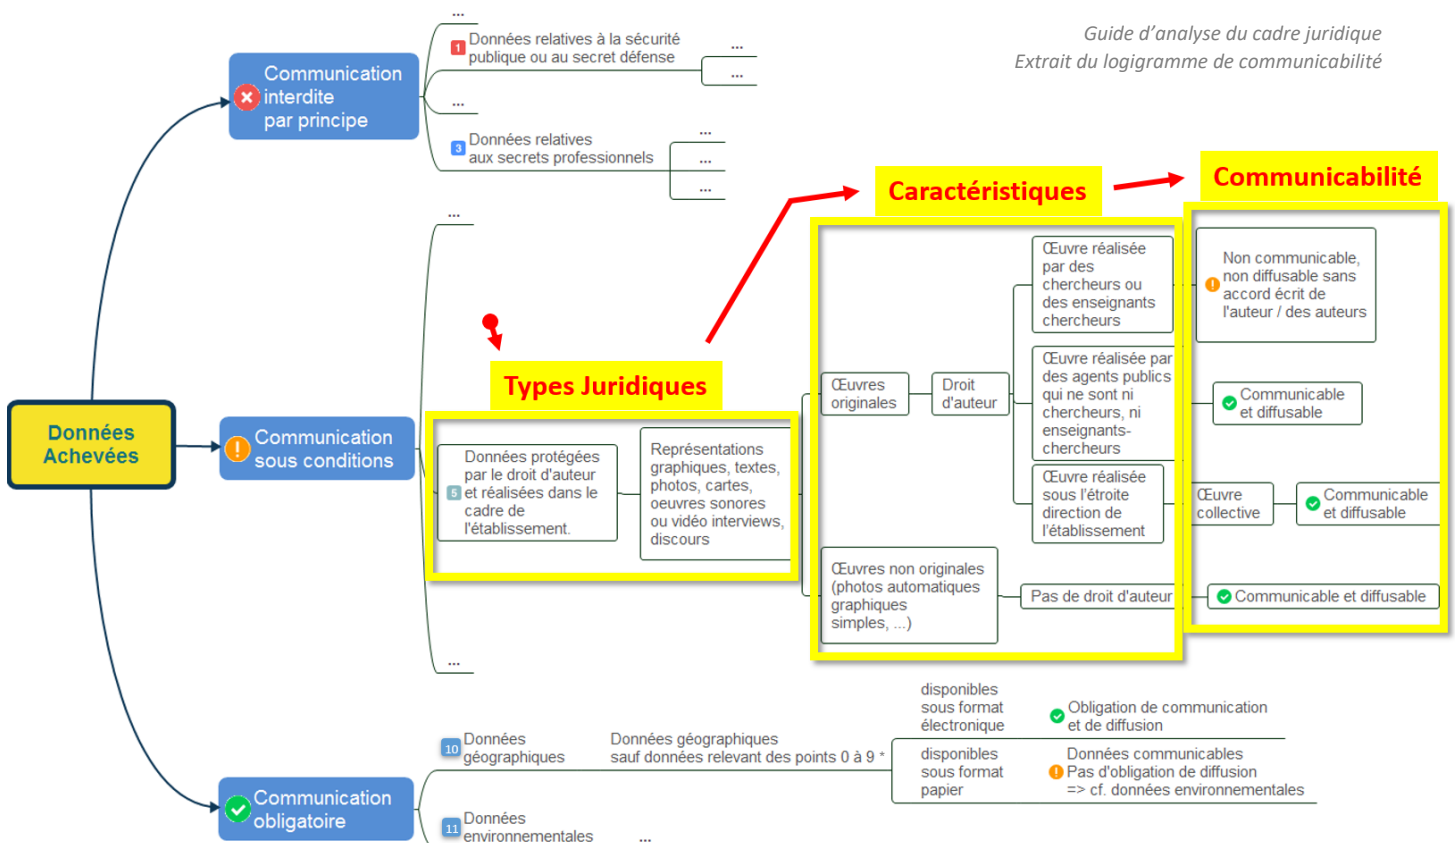 Guide d'analyse du cadre juridique
Extrait du logigramme de communicabilité
Données
Achevées
Communication
interdite
par principe
...
1
Données relatives à la sécurité
publique ou au secret défense
...
...
...
3
Données relatives
aux secrets professionnels
...
...
...
Communication
sous conditions
...
Types Juridiques
Caractéristiques
Communicabilité
5
Données protégées
par le droit d'auteur
et réalisées dans le
cadre de
l'établissement.
Représentations
graphiques, textes,
photos, cartes,
oeuvres sonores
ou vidéo interviews,
discours
Œuvres
originales
Droit
d'auteur
Œuvre réalisée
par des
chercheurs ou
des enseignants
chercheurs
Non communicable,
non diffusable sans
accord écrit de
l'auteur / des auteurs
Œuvre réalisée par
des agents publics
qui ne sont ni
chercheurs, ni
enseignants-
chercheurs
Communicable
et diffusable
Œuvre réalisée
sous l'étroite
direction de
l'établissement
Œuvre
collective
Communicable
et diffusable
Œuvres non originales
(photos automatiques
graphiques
simples, ...)
Pas de droit d'auteur
Communicable et diffusable
...
Communication
obligatoire
10
Données
géographiques
Données géographiques
sauf données relevant des points 0 à 9 *
disponibles
sous format
électronique
Obligation de communication
et de diffusion
disponibles
sous format
papier
Données communicables
Pas d'obligation de diffusion
=> cf. données environnementales
11
Données
environnementales
...